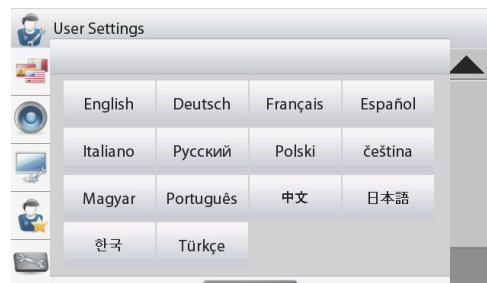 User Settings
English Deutsch Français Español
Italiano Русский Polski čeština
Magyar Português 中文 日本語
한국 Türkçe